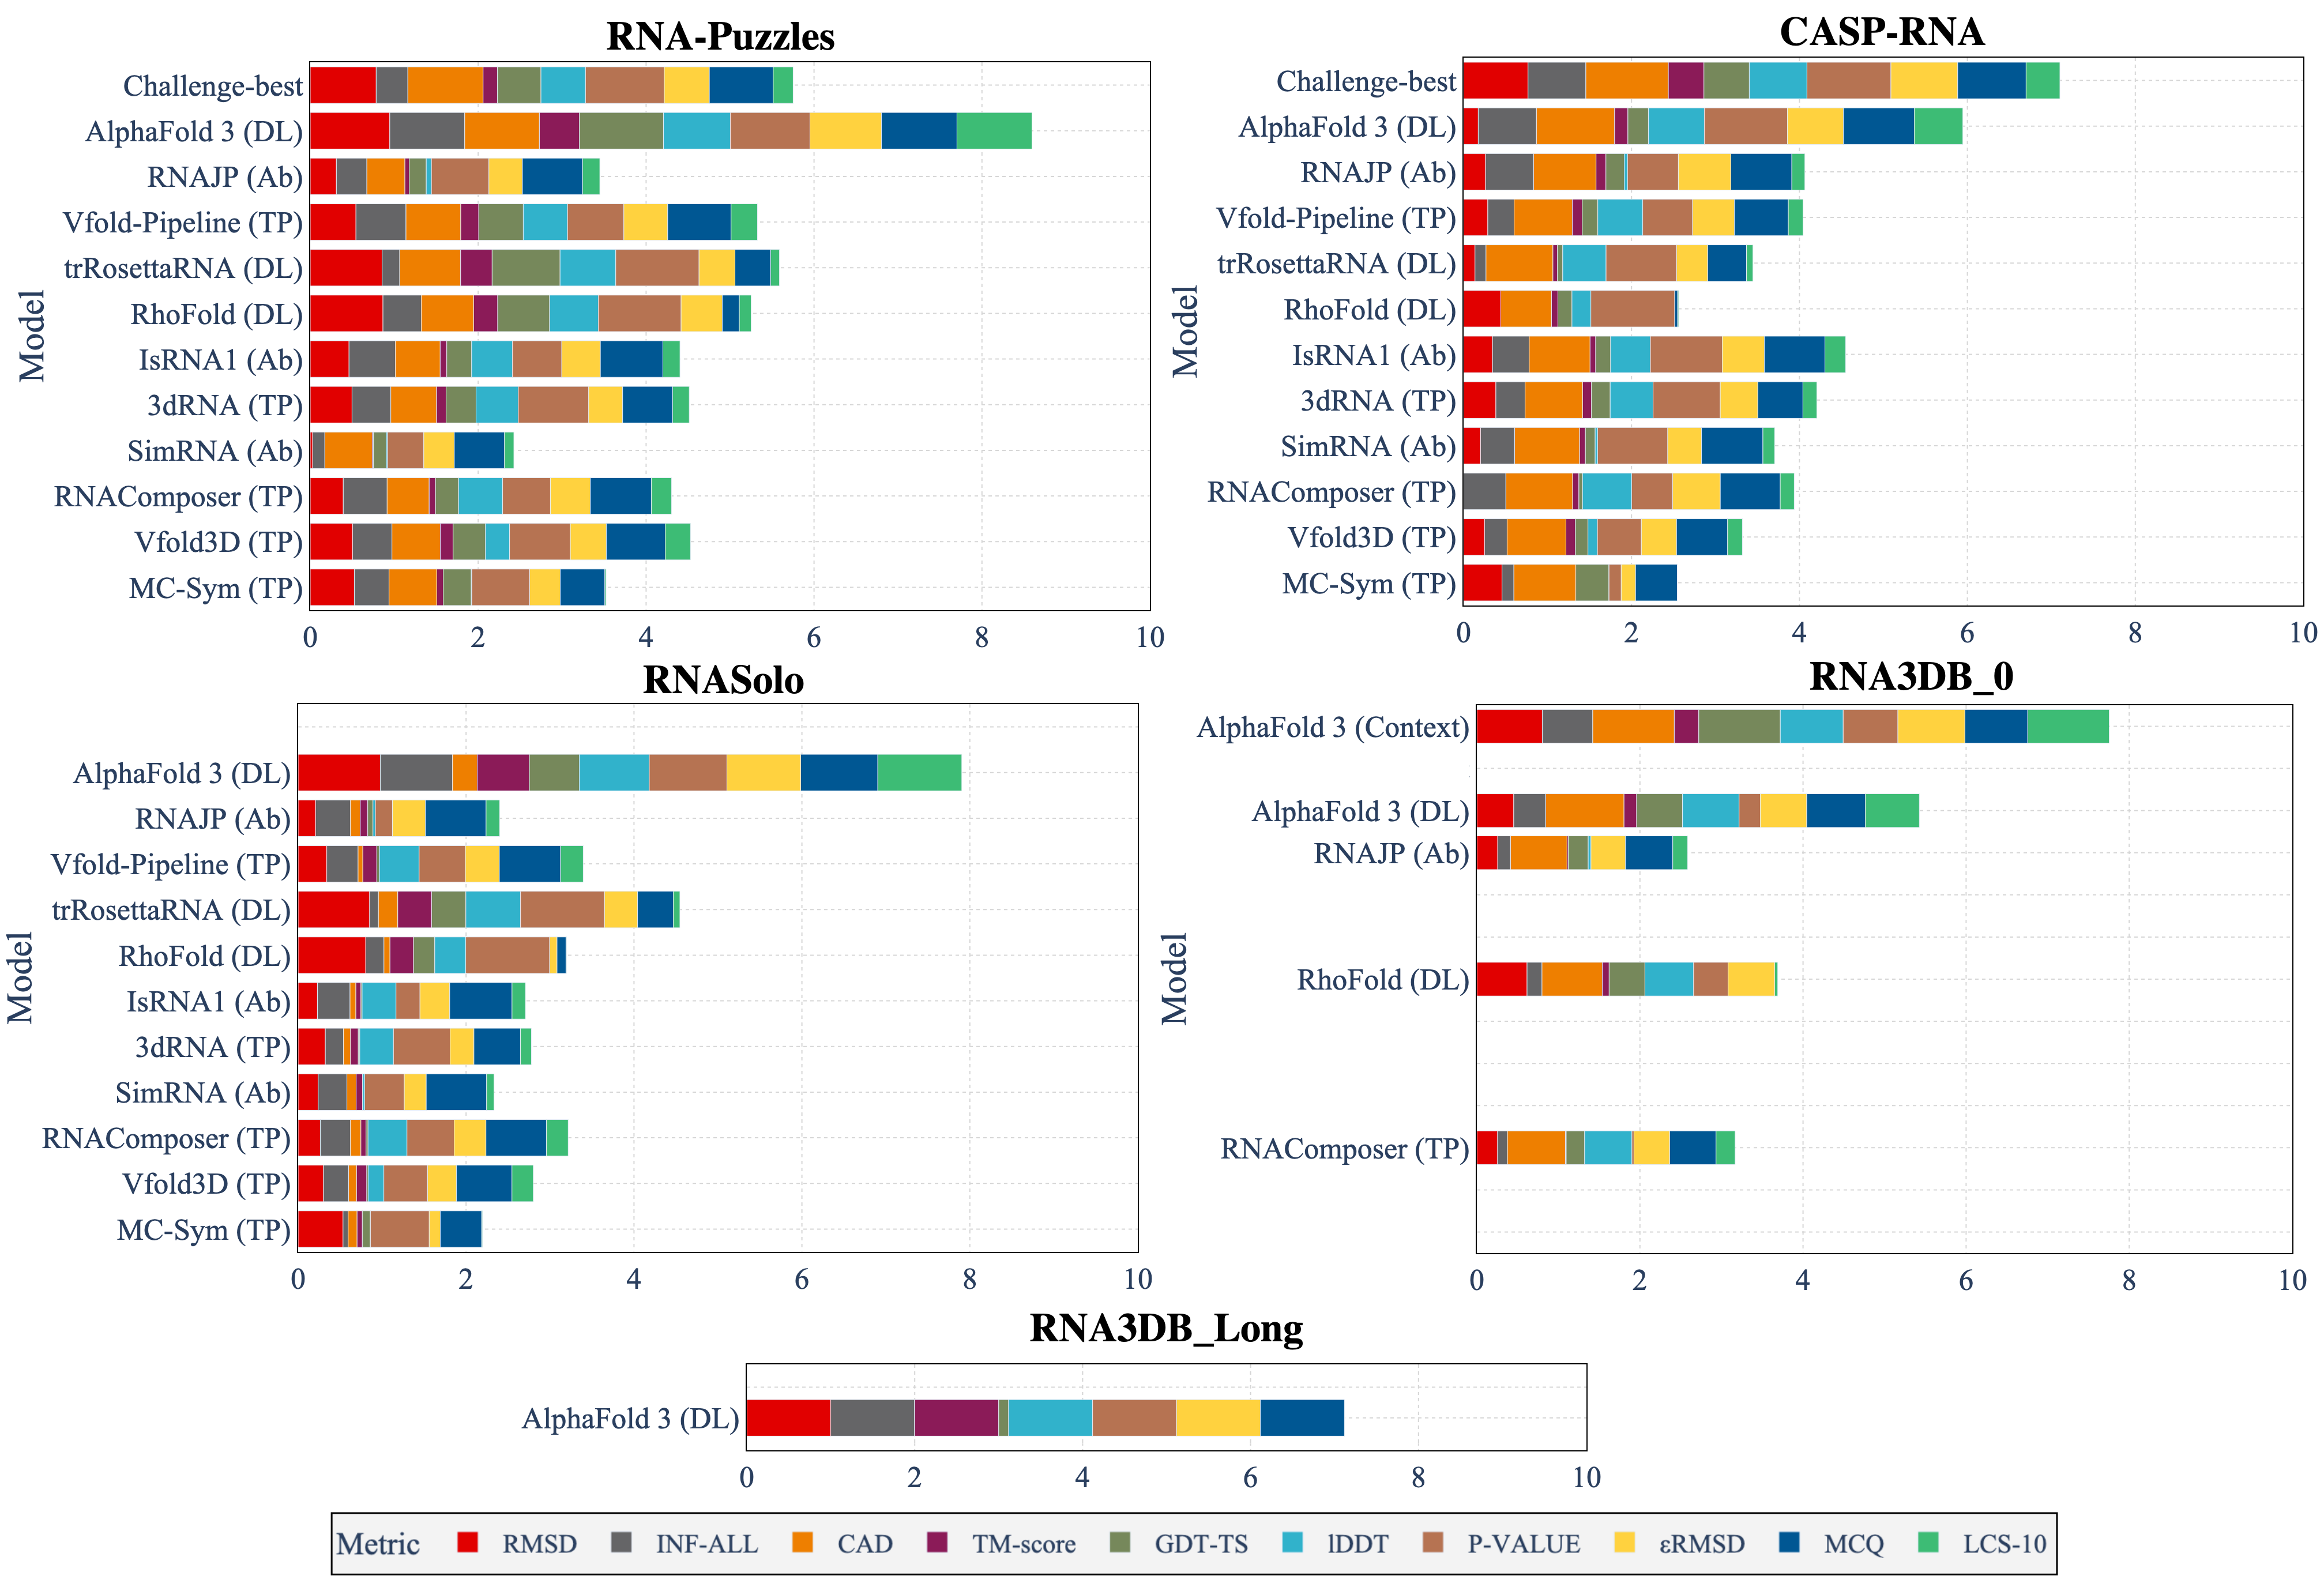 RNA-Puzzles
Model
Challenge-best
AlphaFold 3 (DL)
RNAJP (Ab)
Vfold-Pipeline (TP)
trRosettaRNA (DL)
RhoFold (DL)
IsRNA1 (Ab)
3dRNA (TP)
SimRNA (Ab)
RNAComposer (TP)
Vfold3D (TP)
MC-Sym (TP)
0 2 4 6 8 10
CASP-RNA
Model
Challenge-best
AlphaFold 3 (DL)
RNAJP (Ab)
Vfold-Pipeline (TP)
trRosettaRNA (DL)
RhoFold (DL)
IsRNA1 (Ab)
3dRNA (TP)
SimRNA (Ab)
RNAComposer (TP)
Vfold3D (TP)
MC-Sym (TP)
0 2 4 6 8 10
RNASolo
Model
AlphaFold 3 (DL)
RNAJP (Ab)
Vfold-Pipeline (TP)
trRosettaRNA (DL)
RhoFold (DL)
IsRNA1 (Ab)
3dRNA (TP)
SimRNA (Ab)
RNAComposer (TP)
Vfold3D (TP)
MC-Sym (TP)
0 2 4 6 8 10
RNA3DB_0
Model
AlphaFold 3 (Context)
AlphaFold 3 (DL)
RNAJP (Ab)
RhoFold (DL)
RNAComposer (TP)
0 2 4 6 8 10
RNA3DB_Long
AlphaFold 3 (DL)
0 2 4 6 8 10
Metric RMSD INF-ALL CAD TM-score GDT-TS lDDT P-VALUE εRMSD MCQ LCS-10